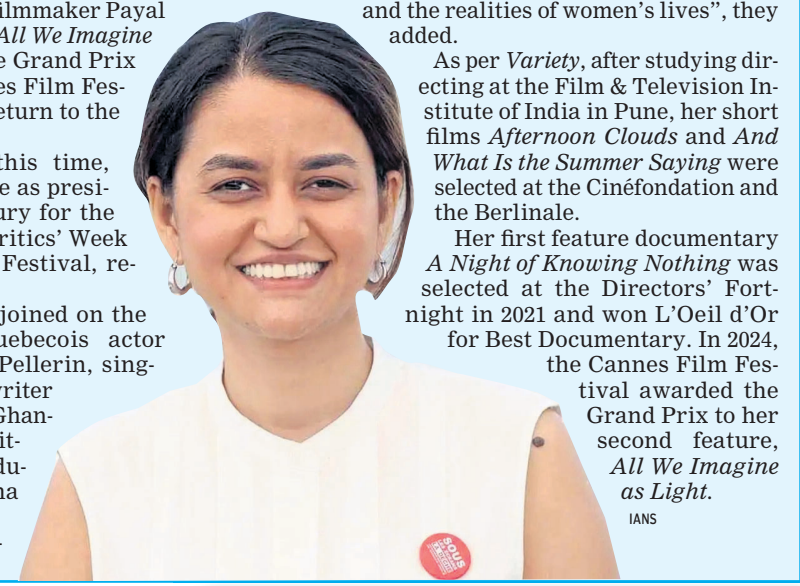 ilmmaker Payal
All We Imagine
e Grand Prix
es Film Fes-
eturn to the
this time,
e as presi-
ury for the
ritics' Week
Festival, re-
joined on the
uebecois actor
Pellerin, sing-
riter
Ghan-
it-
du-
na
and the realities of women's lives”, they
added.
As per Variety, after studying dir-
ecting at the Film & Television In-
stitute of India in Pune, her short
films Afternoon Clouds and And
What Is the Summer Saying were
selected at the Cinéfondation and
the Berlinale.
Her first feature documentary
A Night of Knowing Nothing was
selected at the Directors' Fort-
night in 2021 and won L'Oeil d'Or
for Best Documentary. In 2024,
the Cannes Film Fes-
tival awarded the
Grand Prix to her
second feature,
All We Imagine
as Light.
IANS
SOUS